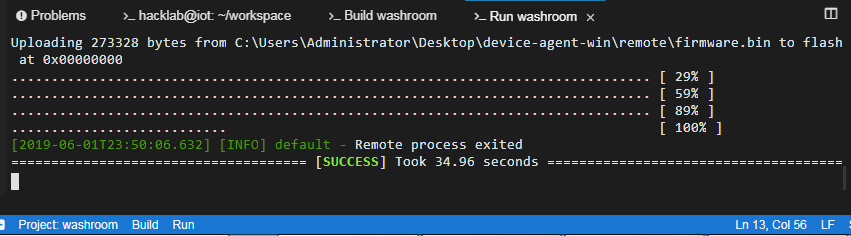 Problems hacklab@iot: ~/workspace Build washroom Run washroom
Uploading 273328 bytes from C:\Users\Administrator\Desktop\device-agent-win\remote\firmware.bin to flash
at 0x00000000
................................................................................ [ 29% ]
................................................................................ [ 59% ]
................................................................................ [ 89% ]
........................... [ 100% ]
[2019-06-01T23:50:06.632] [INFO] default - Remote process exited
===================================== [SUCCESS] Took 34.96 seconds =====================================
Project: washroom Build Run Ln 13, Col 56 LF